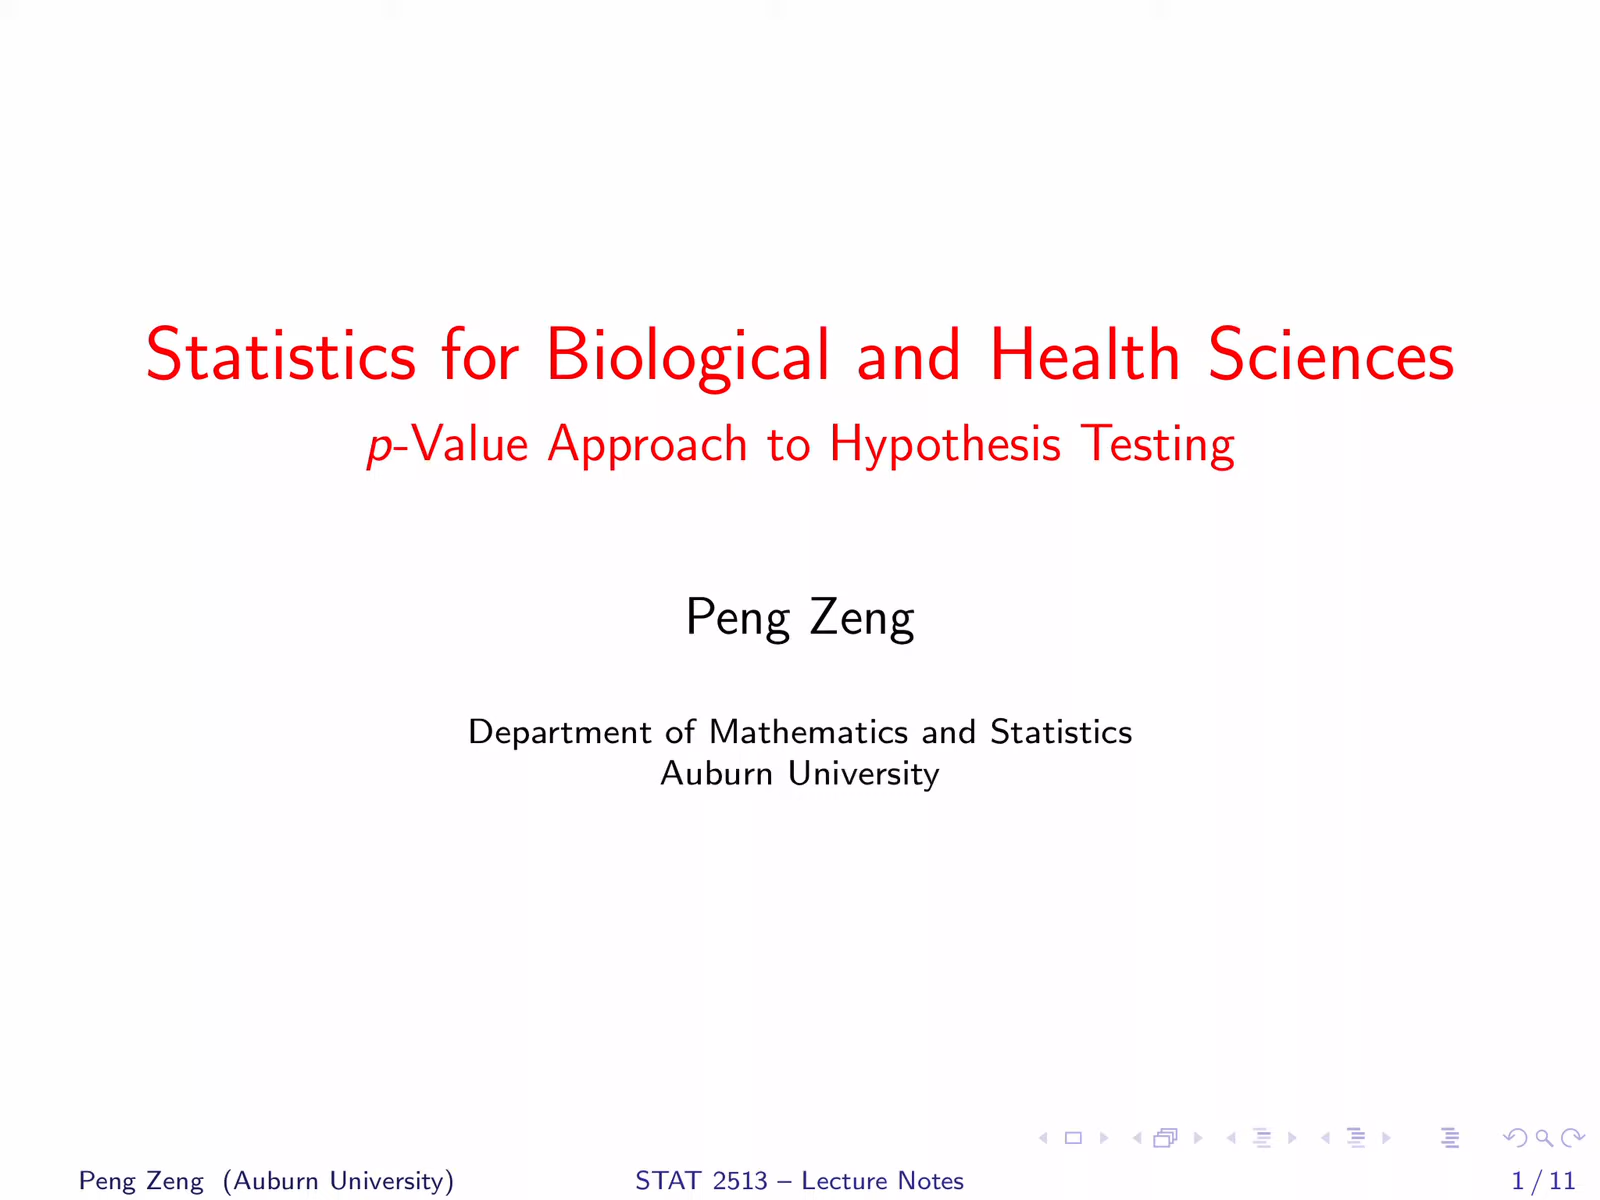 Statistics for Biological and Health Sciences
p-Value Approach to Hypothesis Testing
Peng Zeng
Department of Mathematics and Statistics
Auburn University
Peng Zeng (Auburn University) STAT 2513 – Lecture Notes 1 / 11